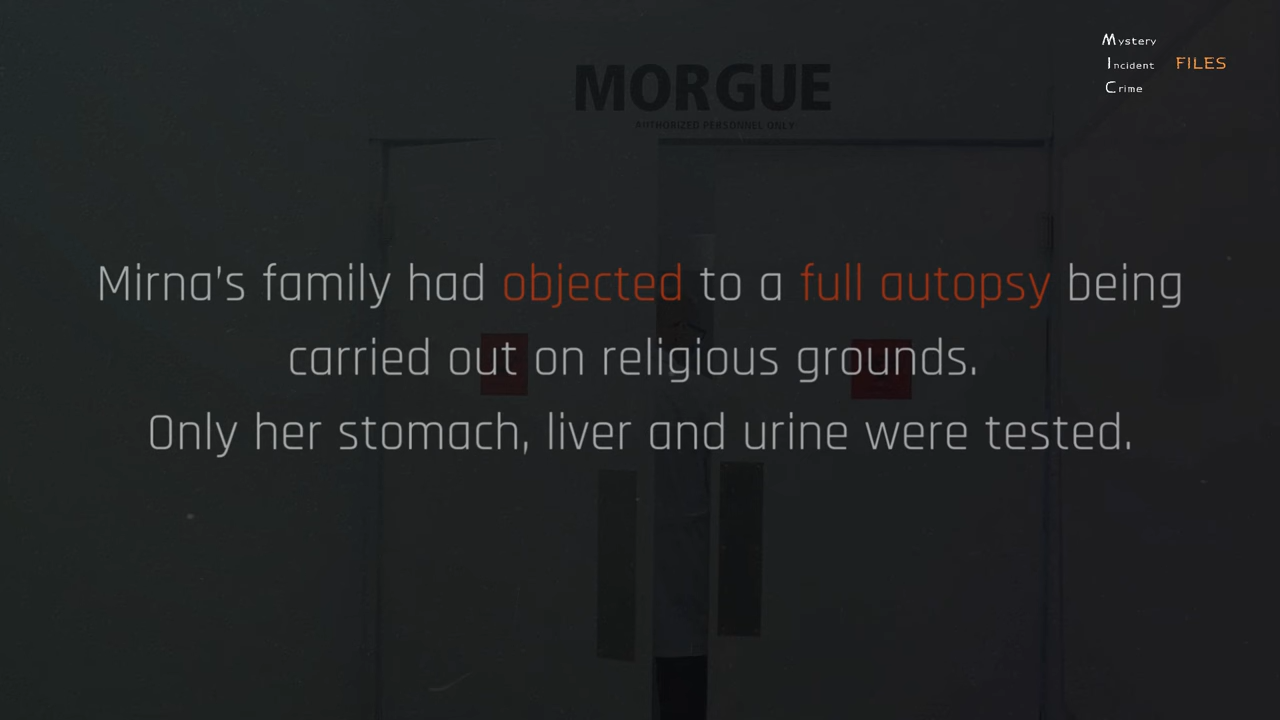 Mystery
Incident FILES
Crime
MORGUE
AUTHORIZED PERSONNEL ONLY
Mirna's family had objected to a full autopsy being
carried out on religious grounds.
Only her stomach, liver and urine were tested.